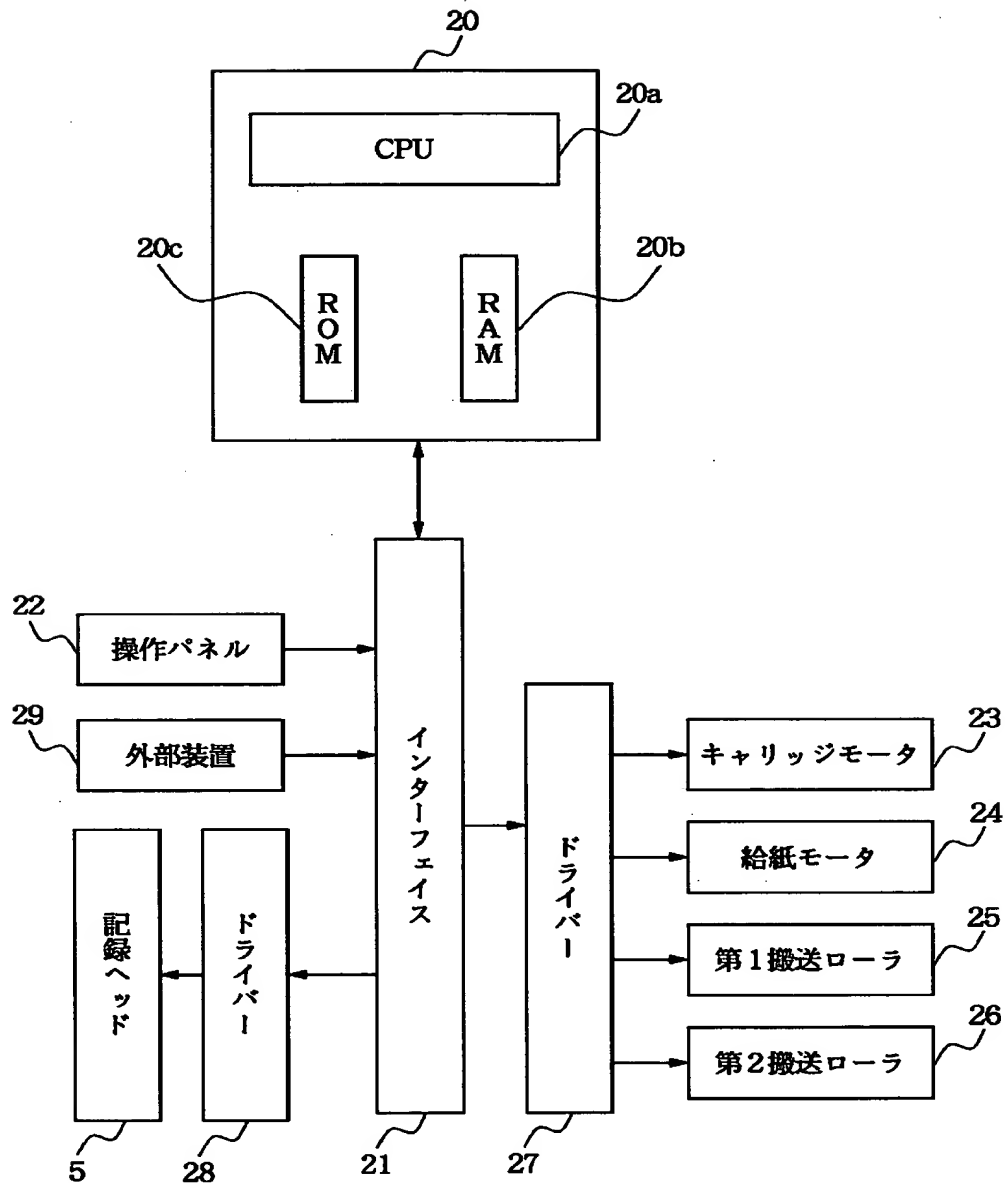 20
20a
CPU
20c
20b
ROM
RAM
22
操作パネル
29
外部装置
インターフェイス
ドライバー
23
キャリッジモータ
24
給紙モータ
25
第1搬送ローラ
26
第2搬送ローラ
記録ヘッド
ドライバー
5
28
21
27